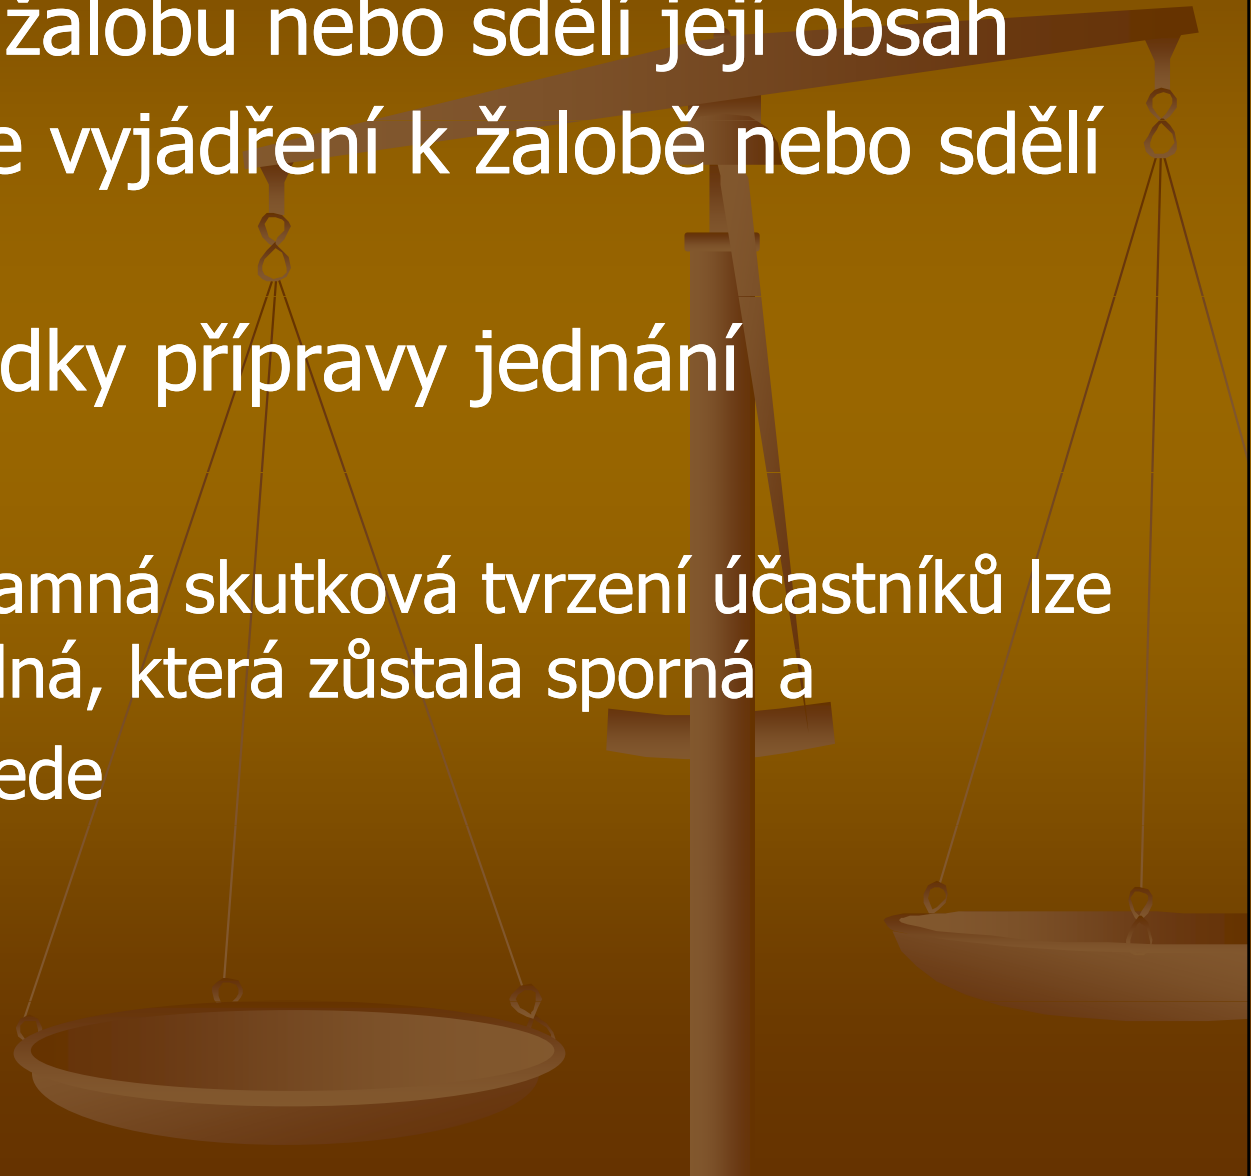 žalobu nebo sdělí její obsah
e vyjádření k žalobě nebo sdělí
dky přípravy jednání
amná skutková tvrzení účastníků lze
lná, která zůstala sporná a
ede